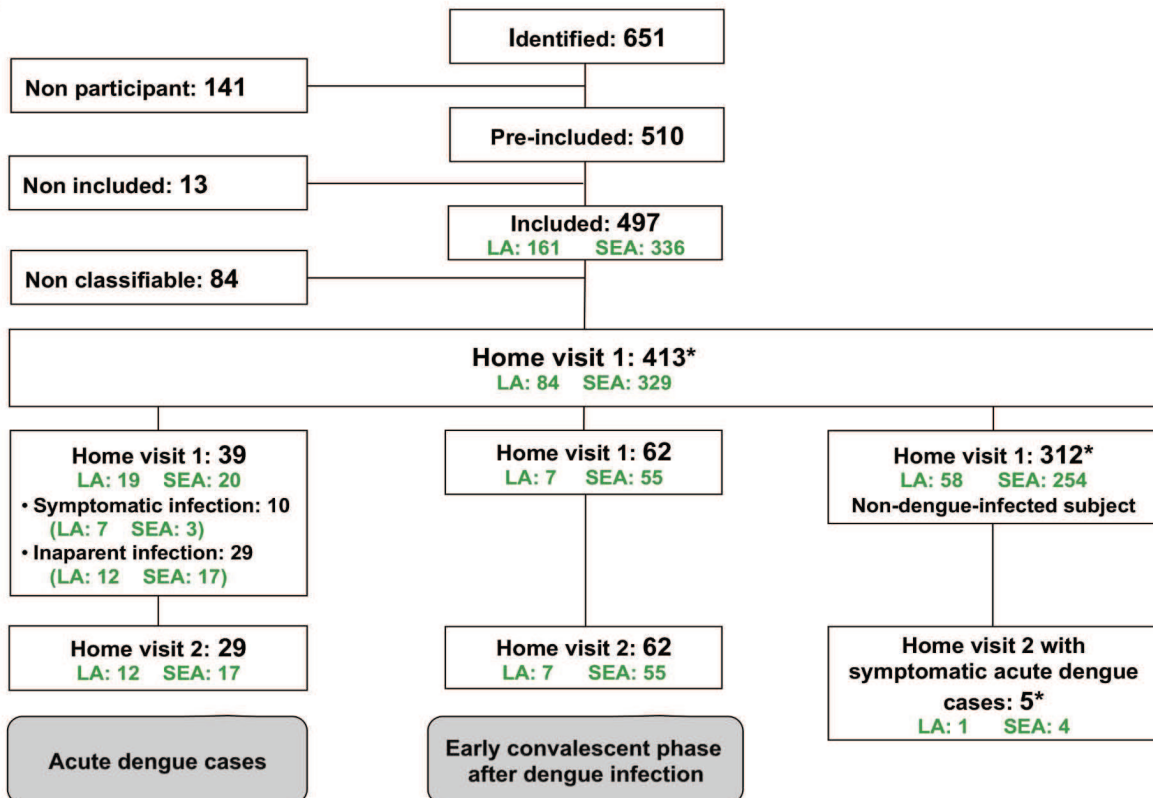 Identified: 651
Non participant: 141
Pre-included: 510
Non included: 13
Included: 497
LA: 161 SEA: 336
Non classifiable: 84
Home visit 1: 413*
LA: 84 SEA: 329
Home visit 1: 39
LA: 19 SEA: 20
• Symptomatic infection: 10
(LA: 7 SEA: 3)
• Inaparent infection: 29
(LA: 12 SEA: 17)
Home visit 1: 62
LA: 7 SEA: 55
Home visit 1: 312*
LA: 58 SEA: 254
Non-dengue-infected subject
Home visit 2: 29
LA: 12 SEA: 17
Home visit 2: 62
LA: 7 SEA: 55
Home visit 2 with
symptomatic acute dengue
cases: 5*
LA: 1 SEA: 4
Acute dengue cases
Early convalescent phase
after dengue infection